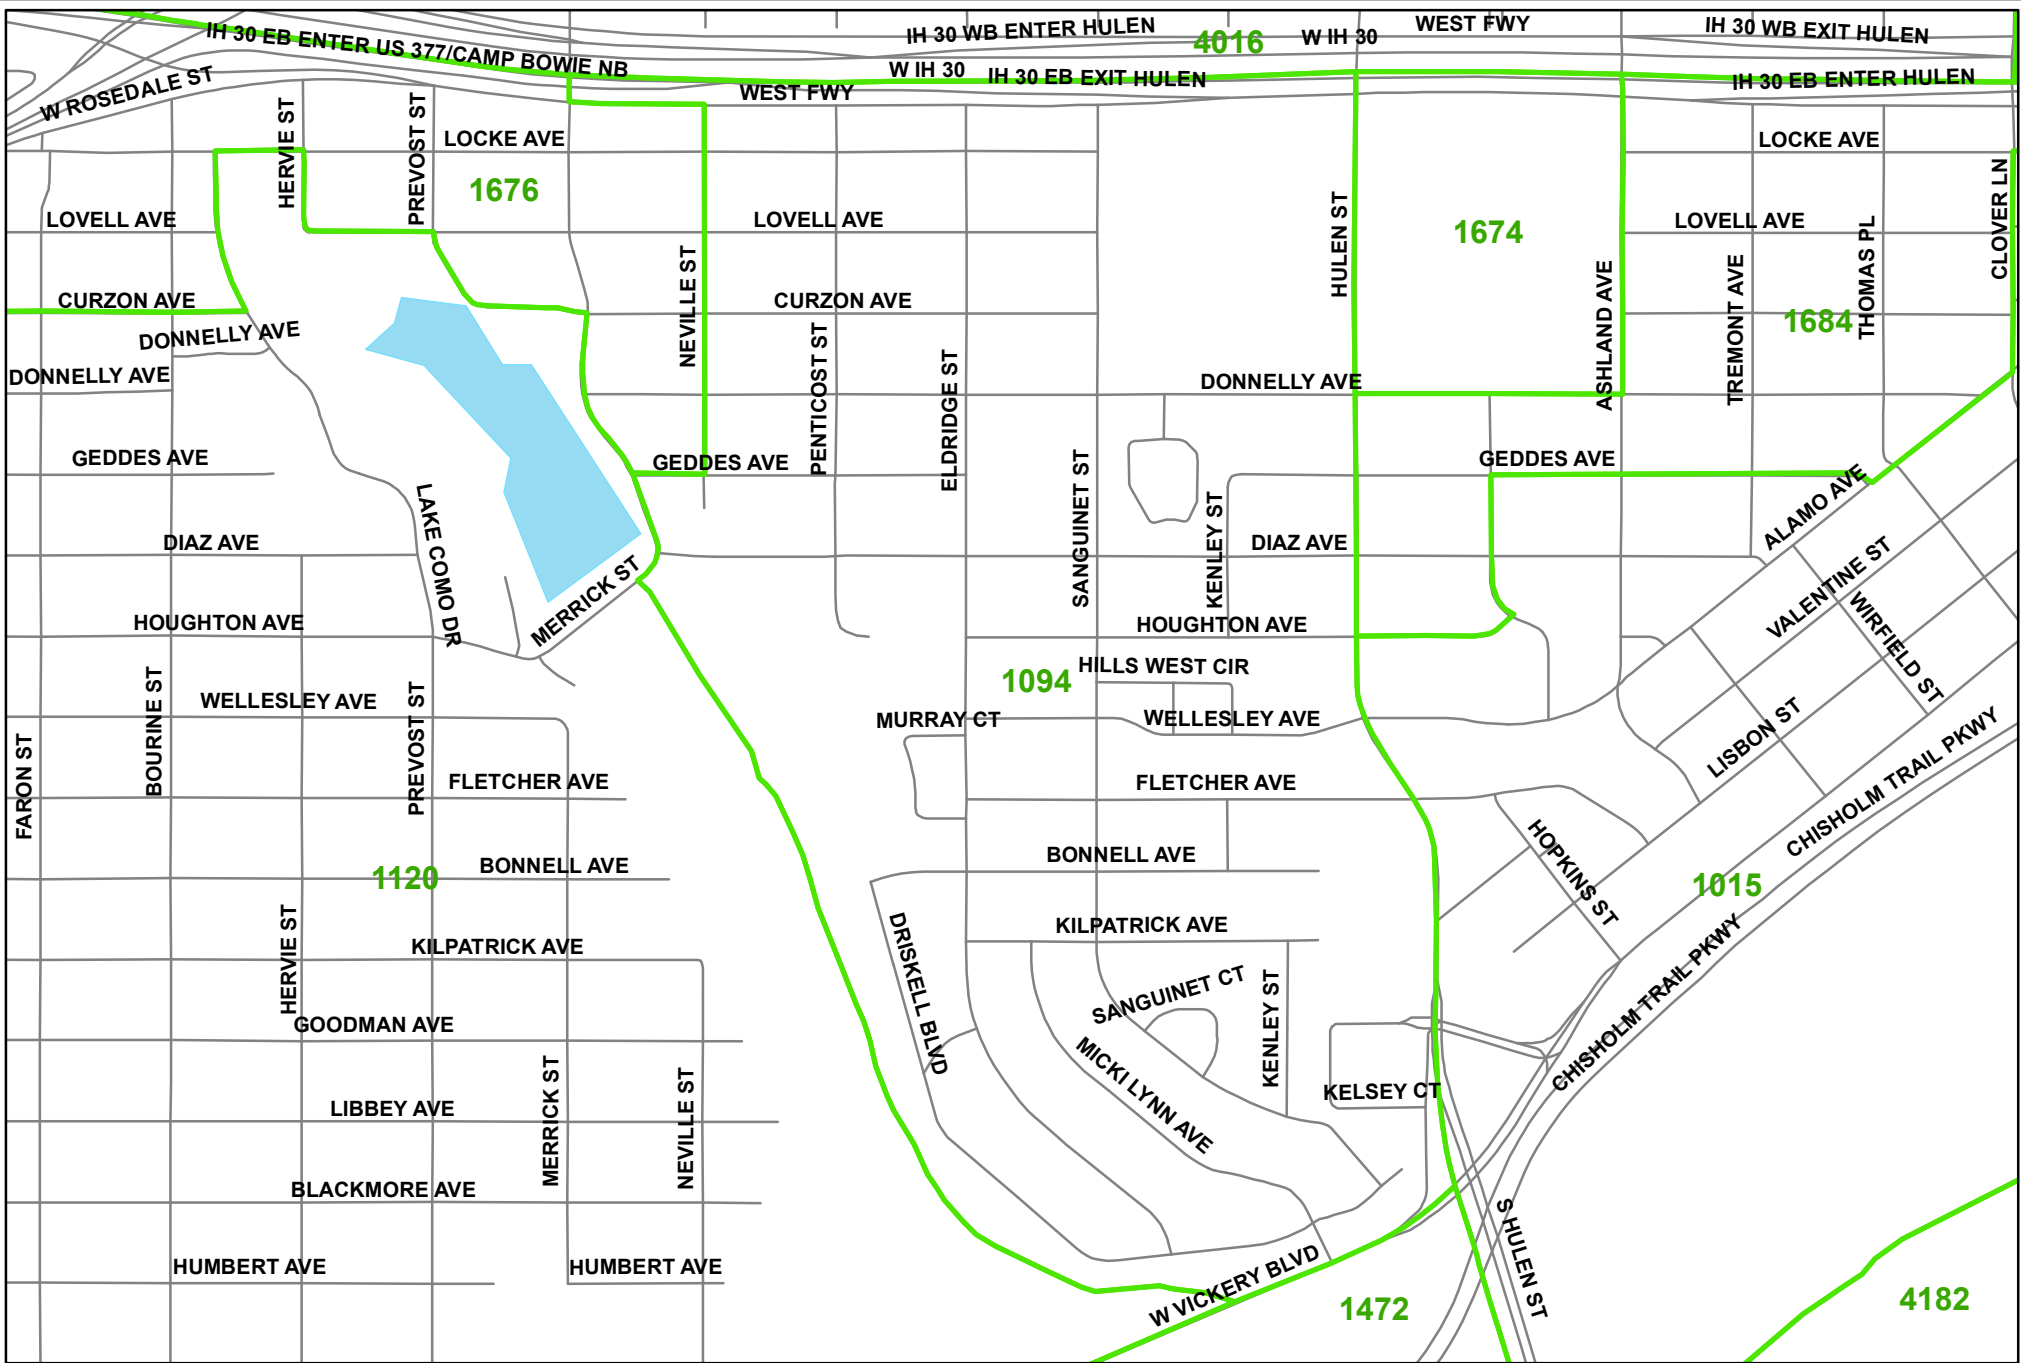 IH 30 EB ENTER US 377/CAMP BOWIE NB
IH 30 WB ENTER HULEN
4016
W IH 30
WEST FWY
IH 30 WB EXIT HULEN
W IH 30
IH 30 EB EXIT HULEN
IH 30 EB ENTER HULEN
W ROSEDALE ST
WEST FWY
HERVIE ST
PREVOST ST
LOCKE AVE
LOCKE AVE
1676
CLOVER LN
LOVELL AVE
LOVELL AVE
HULEN ST
1674
LOVELL AVE
THOMAS PL
NEVILLE ST
CURZON AVE
CURZON AVE
ASHLAND AVE
TREMONT AVE
1684
DONNELLY AVE
PENTICOST ST
ELDRIDGE ST
DONNELLY AVE
DONNELLY AVE
GEDDES AVE
GEDDES AVE
SANGUINET ST
GEDDES AVE
LAKE COMO DR
KENLEY ST
ALAMO AVE
DIAZ AVE
DIAZ AVE
VALENTINE ST
MERRICK ST
WIRFIELD ST
HOUGHTON AVE
HOUGHTON AVE
HILLS WEST CIR
1094
BOURINE ST
WELLESLEY AVE
PREVOST ST
MURRAY CT
WELLESLEY AVE
LISBON ST
CHISHOLM TRAIL PKWY
FARON ST
FLETCHER AVE
FLETCHER AVE
HOPKINS ST
1120
BONNELL AVE
BONNELL AVE
1015
HERVIE ST
KILPATRICK AVE
DRISKELL BLVD
KILPATRICK AVE
CHISHOLM TRAIL PKWY
SANGUINET CT
KENLEY ST
GOODMAN AVE
MICKI LYNN AVE
MERRICK ST
NEVILLE ST
KELSEY CT
LIBBEY AVE
BLACKMORE AVE
S HULEN ST
HUMBERT AVE
HUMBERT AVE
W VICKERY BLVD
1472
4182